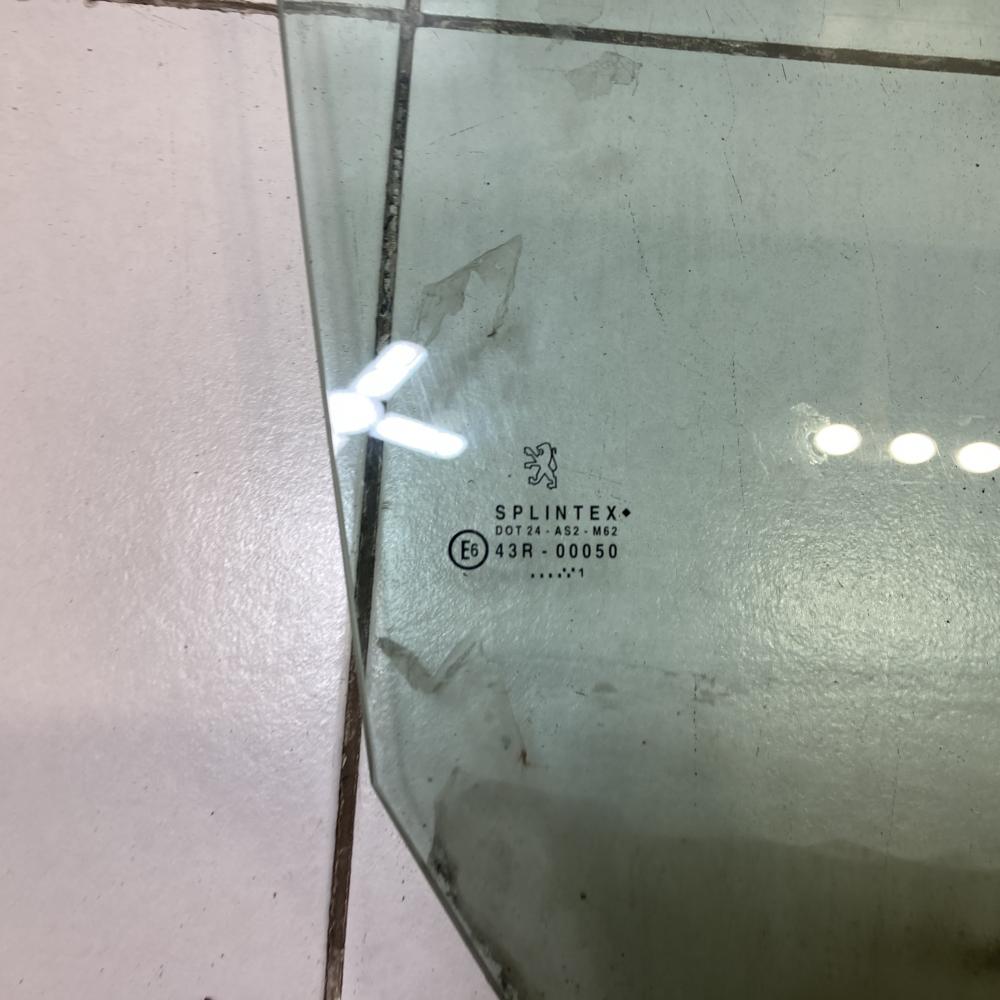 SPLINTEX◆
DOT 24 - AS2 - M62
E6 43R - 00050
.....:·1